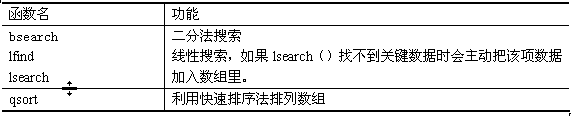 函数名 功能
bsearch 二分法搜索
lfind 线性搜索，如果 lsearch（）找不到关键数据时会主动把该项数据
lsearch 加入数组里。
qsort 利用快速排序法排列数组